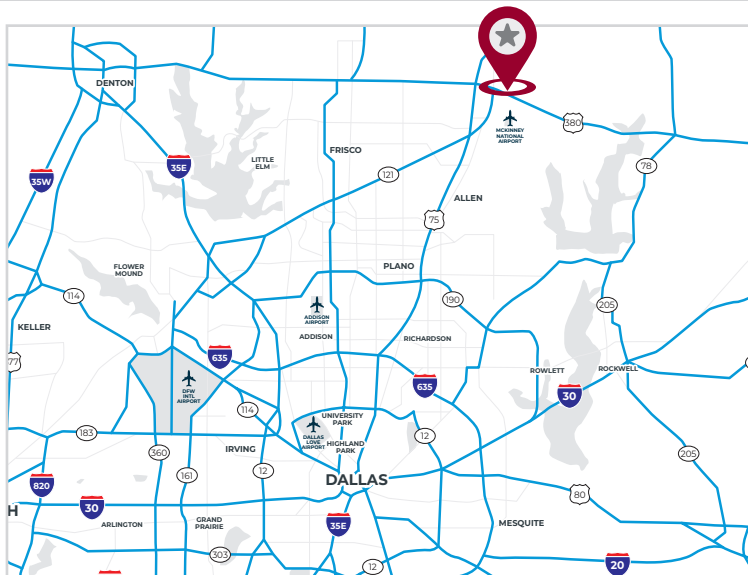 DENTON
380
MCKINNEY
NATIONAL
AIRPORT
FRISCO
LITTLE
ELM
35E
78
35W
121
ALLEN
75
FLOWER
MOUND
PLANO
114
190
205
ADDISON
AIRPORT
KELLER
ADDISON
RICHARDSON
635
77
ROWLETT
ROCKWELL
DFW
INTL
AIRPORT
635
30
114
UNIVERSITY
PARK
183
DALLAS
LOVE
AIRPORT
HIGHLAND
PARK
12
IRVING
360
205
161
12
820
DALLAS
80
30
H
ARLINGTON
GRAND
PRAIRIE
35E
MESQUITE
303
12
20